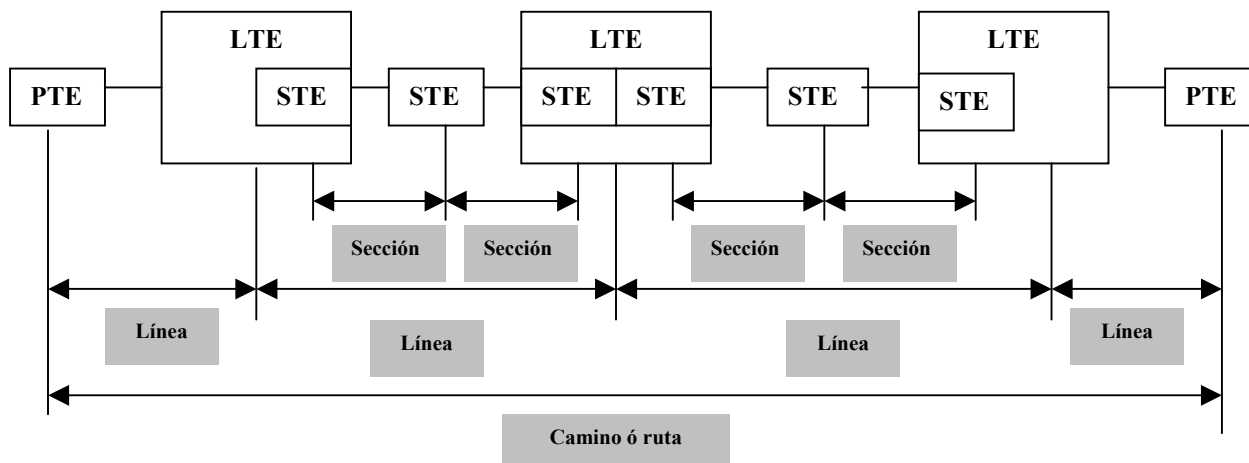 LTE LTE LTE
PTE STE STE STE STE STE STE PTE
Sección Sección Sección Sección
Línea Línea Línea Línea
Camino ó ruta